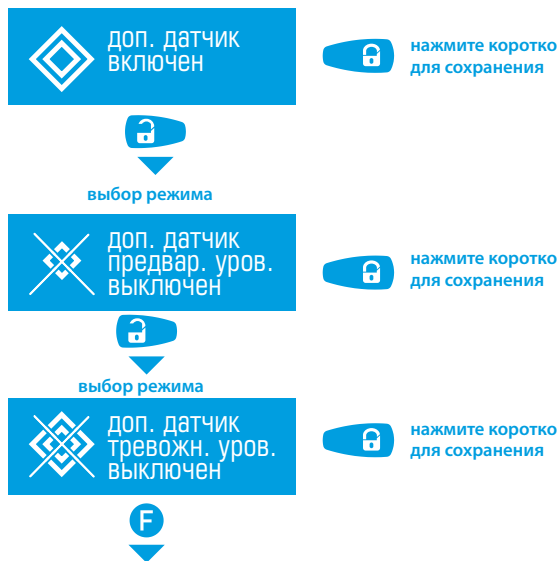 доп. датчик
включен
нажмите коротко
для сохранения
выбор режима
доп. датчик
предвар. уров.
выключен
нажмите коротко
для сохранения
выбор режима
доп. датчик
тревожн. уров.
выключен
нажмите коротко
для сохранения
F